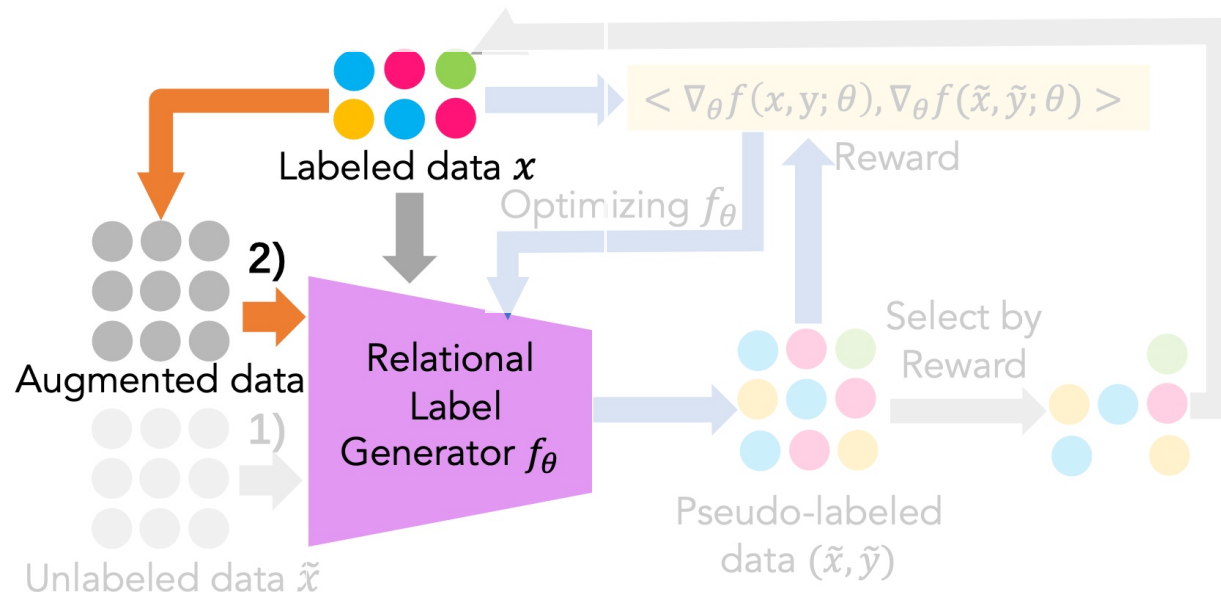 < ∇θf(x, y; θ), ∇θf(x̃, ỹ; θ) >
Labeled data x
Reward
Optimizing fθ
2)
Augmented data
Relational
Label
Generator fθ
Select by
Reward
1)
Unlabeled data x̃
Pseudo-labeled
data (x̃, ỹ)